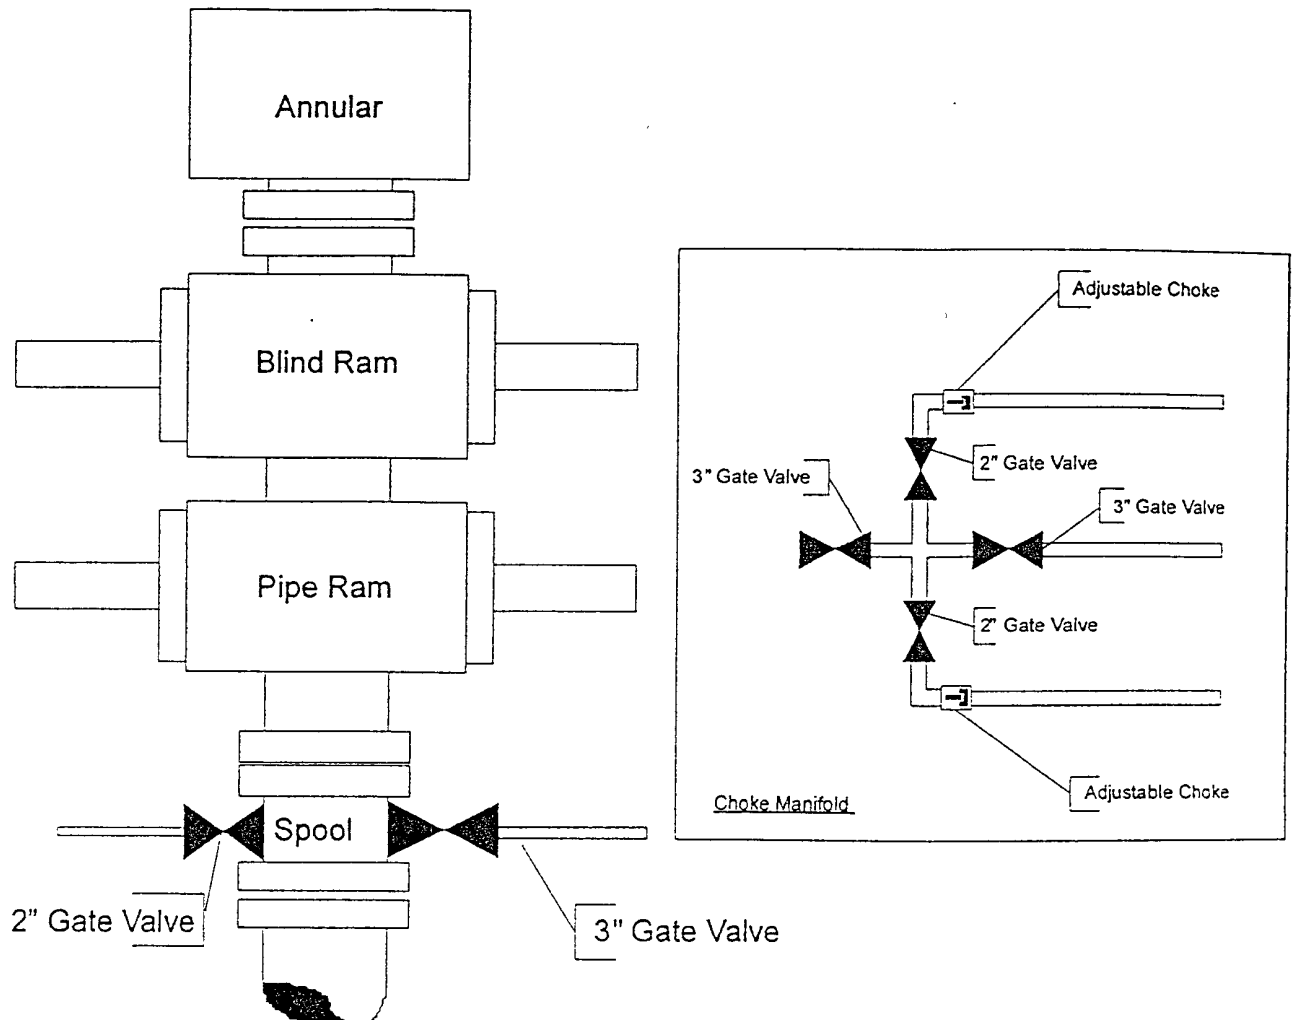 Annular
Blind Ram
Pipe Ram
Spool
2" Gate Valve
3" Gate Valve
Adjustable Choke
2" Gate Valve
3" Gate Valve
3" Gate Valve
2" Gate Valve
Adjustable Choke
Choke Manifold